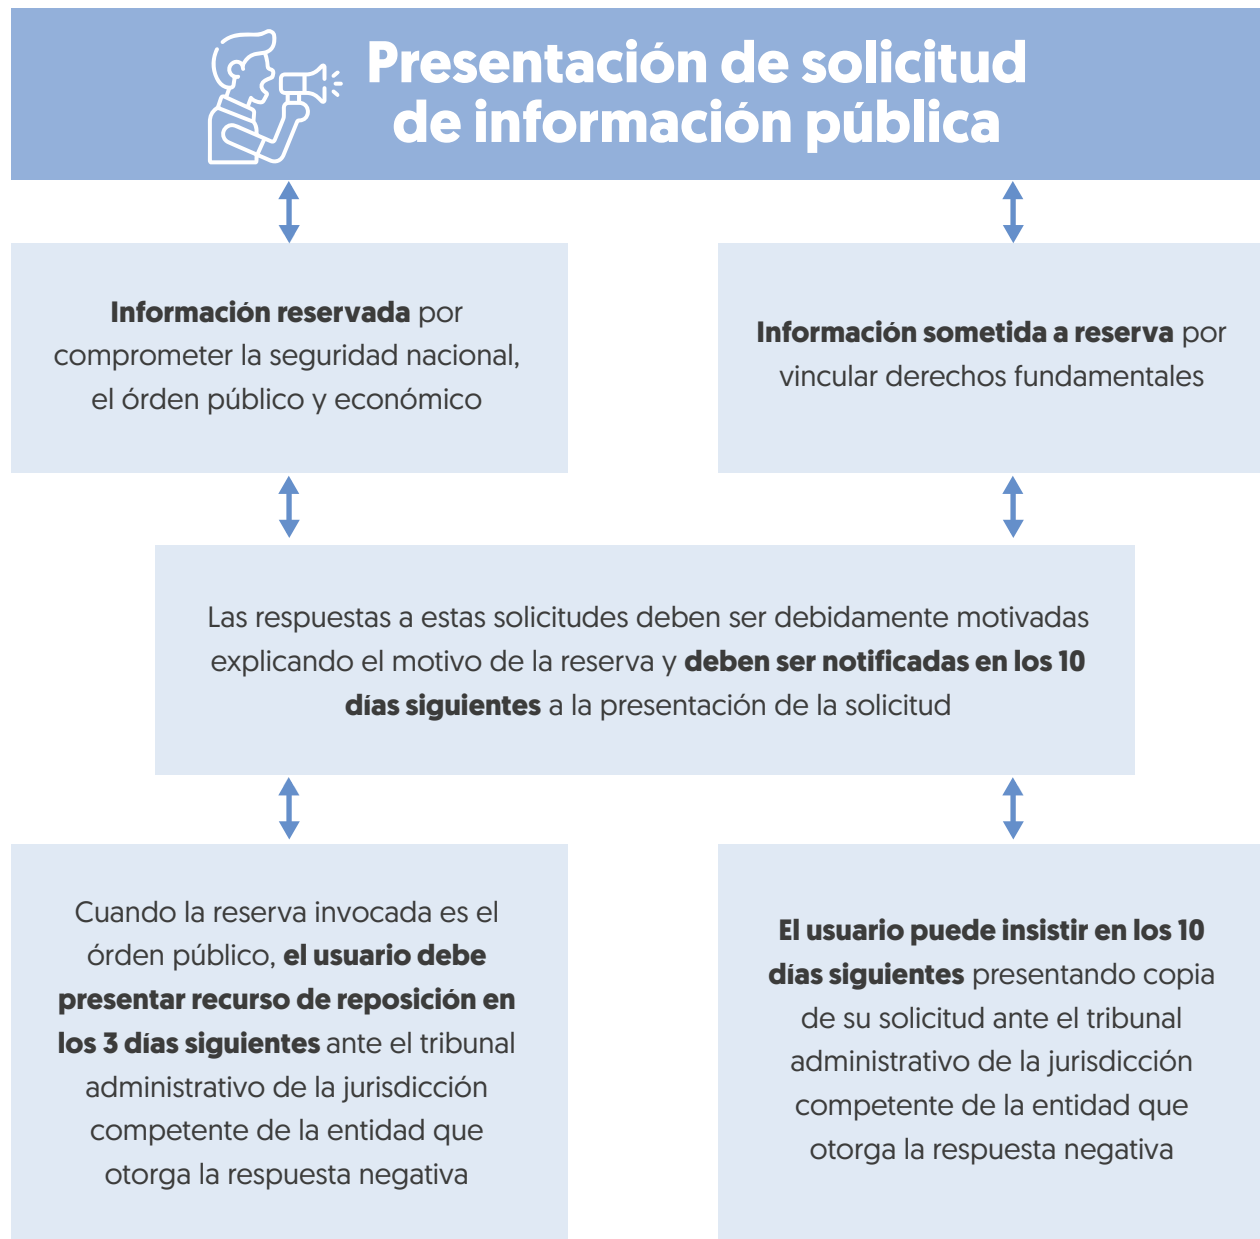 Presentación de solicitud
de información pública
Información reservada por
comprometer la seguridad nacional,
el órden público y económico
Información sometida a reserva por
vincular derechos fundamentales
Las respuestas a estas solicitudes deben ser debidamente motivadas
explicando el motivo de la reserva y deben ser notificadas en los 10
días siguientes a la presentación de la solicitud
Cuando la reserva invocada es el
órden público, el usuario debe
presentar recurso de reposición en
los 3 días siguientes ante el tribunal
administrativo de la jurisdicción
competente de la entidad que
otorga la respuesta negativa
El usuario puede insistir en los 10
días siguientes presentando copia
de su solicitud ante el tribunal
administrativo de la jurisdicción
competente de la entidad que
otorga la respuesta negativa